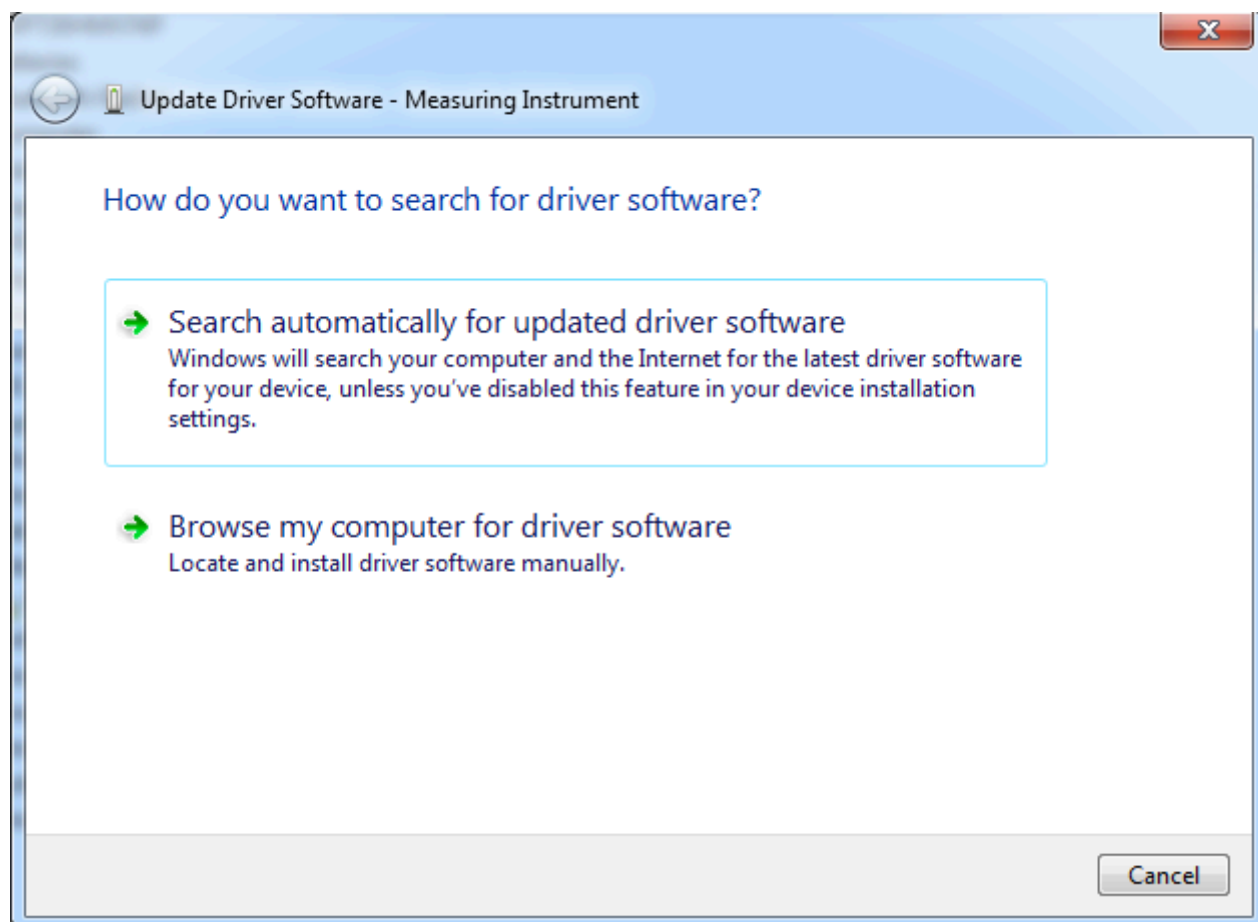 Update Driver Software - Measuring Instrument
How do you want to search for driver software?
Search automatically for updated driver software
Windows will search your computer and the Internet for the latest driver software
for your device, unless you've disabled this feature in your device installation
settings.
Browse my computer for driver software
Locate and install driver software manually.
Cancel